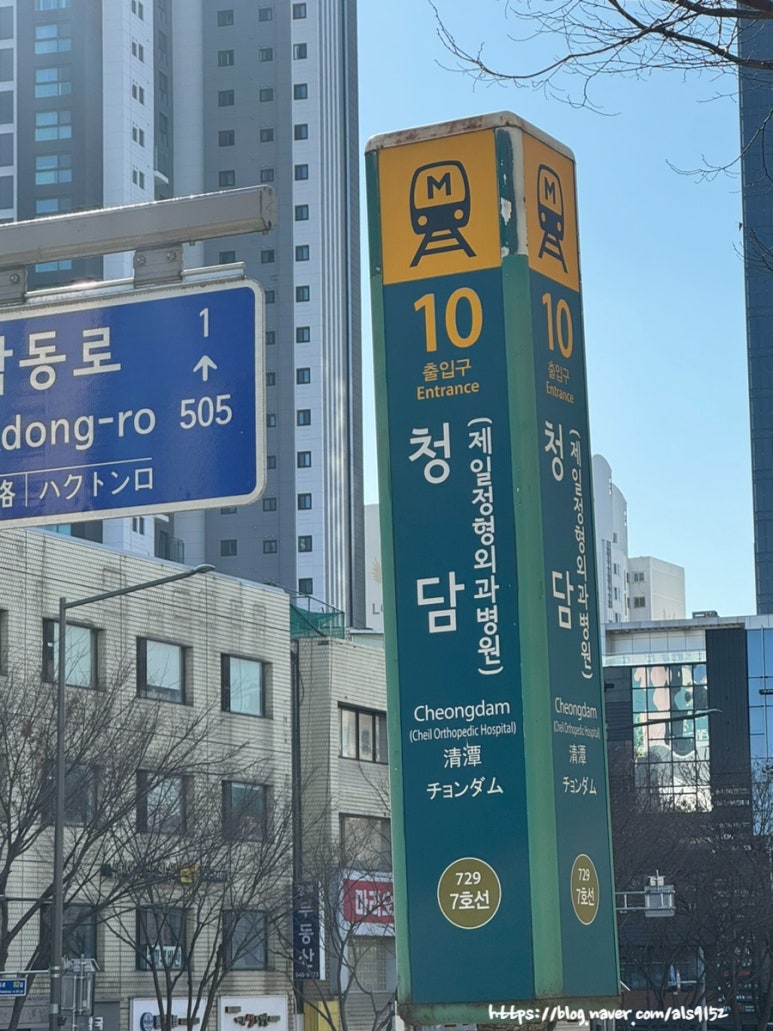 동로
dong-ro
1
↑
505
路 | ハクトンロ
M
10
출입구
Entrance
청담
(제일정형외과병원)
Cheongdam
(Cheil Orthopedic Hospital)
清潭
チョンダム
729
7호선
M
10
출입구
Entrance
청담
(제일정형외과병원)
Cheongdam
(Cheil Orthopedic Hospital)
清潭
チョンダム
729
7호선
부동산
https://blog.naver.com/als9152